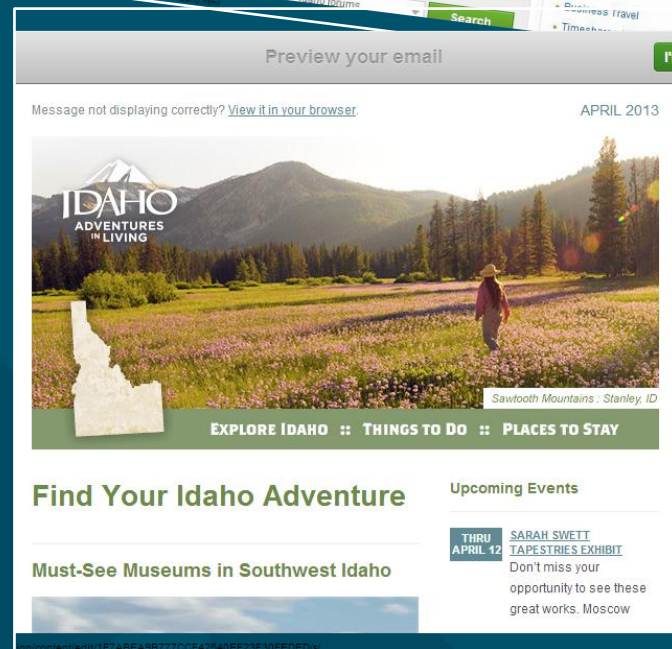 forums
Search
Business Travel
Preview your email
Message not displaying correctly? View it in your browser.
APRIL 2013
IDAHO
ADVENTURES
IN LIVING
Sawtooth Mountains : Stanley, ID
EXPLORE IDAHO :: THINGS TO DO :: PLACES TO STAY
Find Your Idaho Adventure
Must-See Museums in Southwest Idaho
Upcoming Events
THRU
APRIL 12
SARAH SWETT
TAPESTRIES EXHIBIT
Don't miss your
opportunity to see these
great works. Moscow